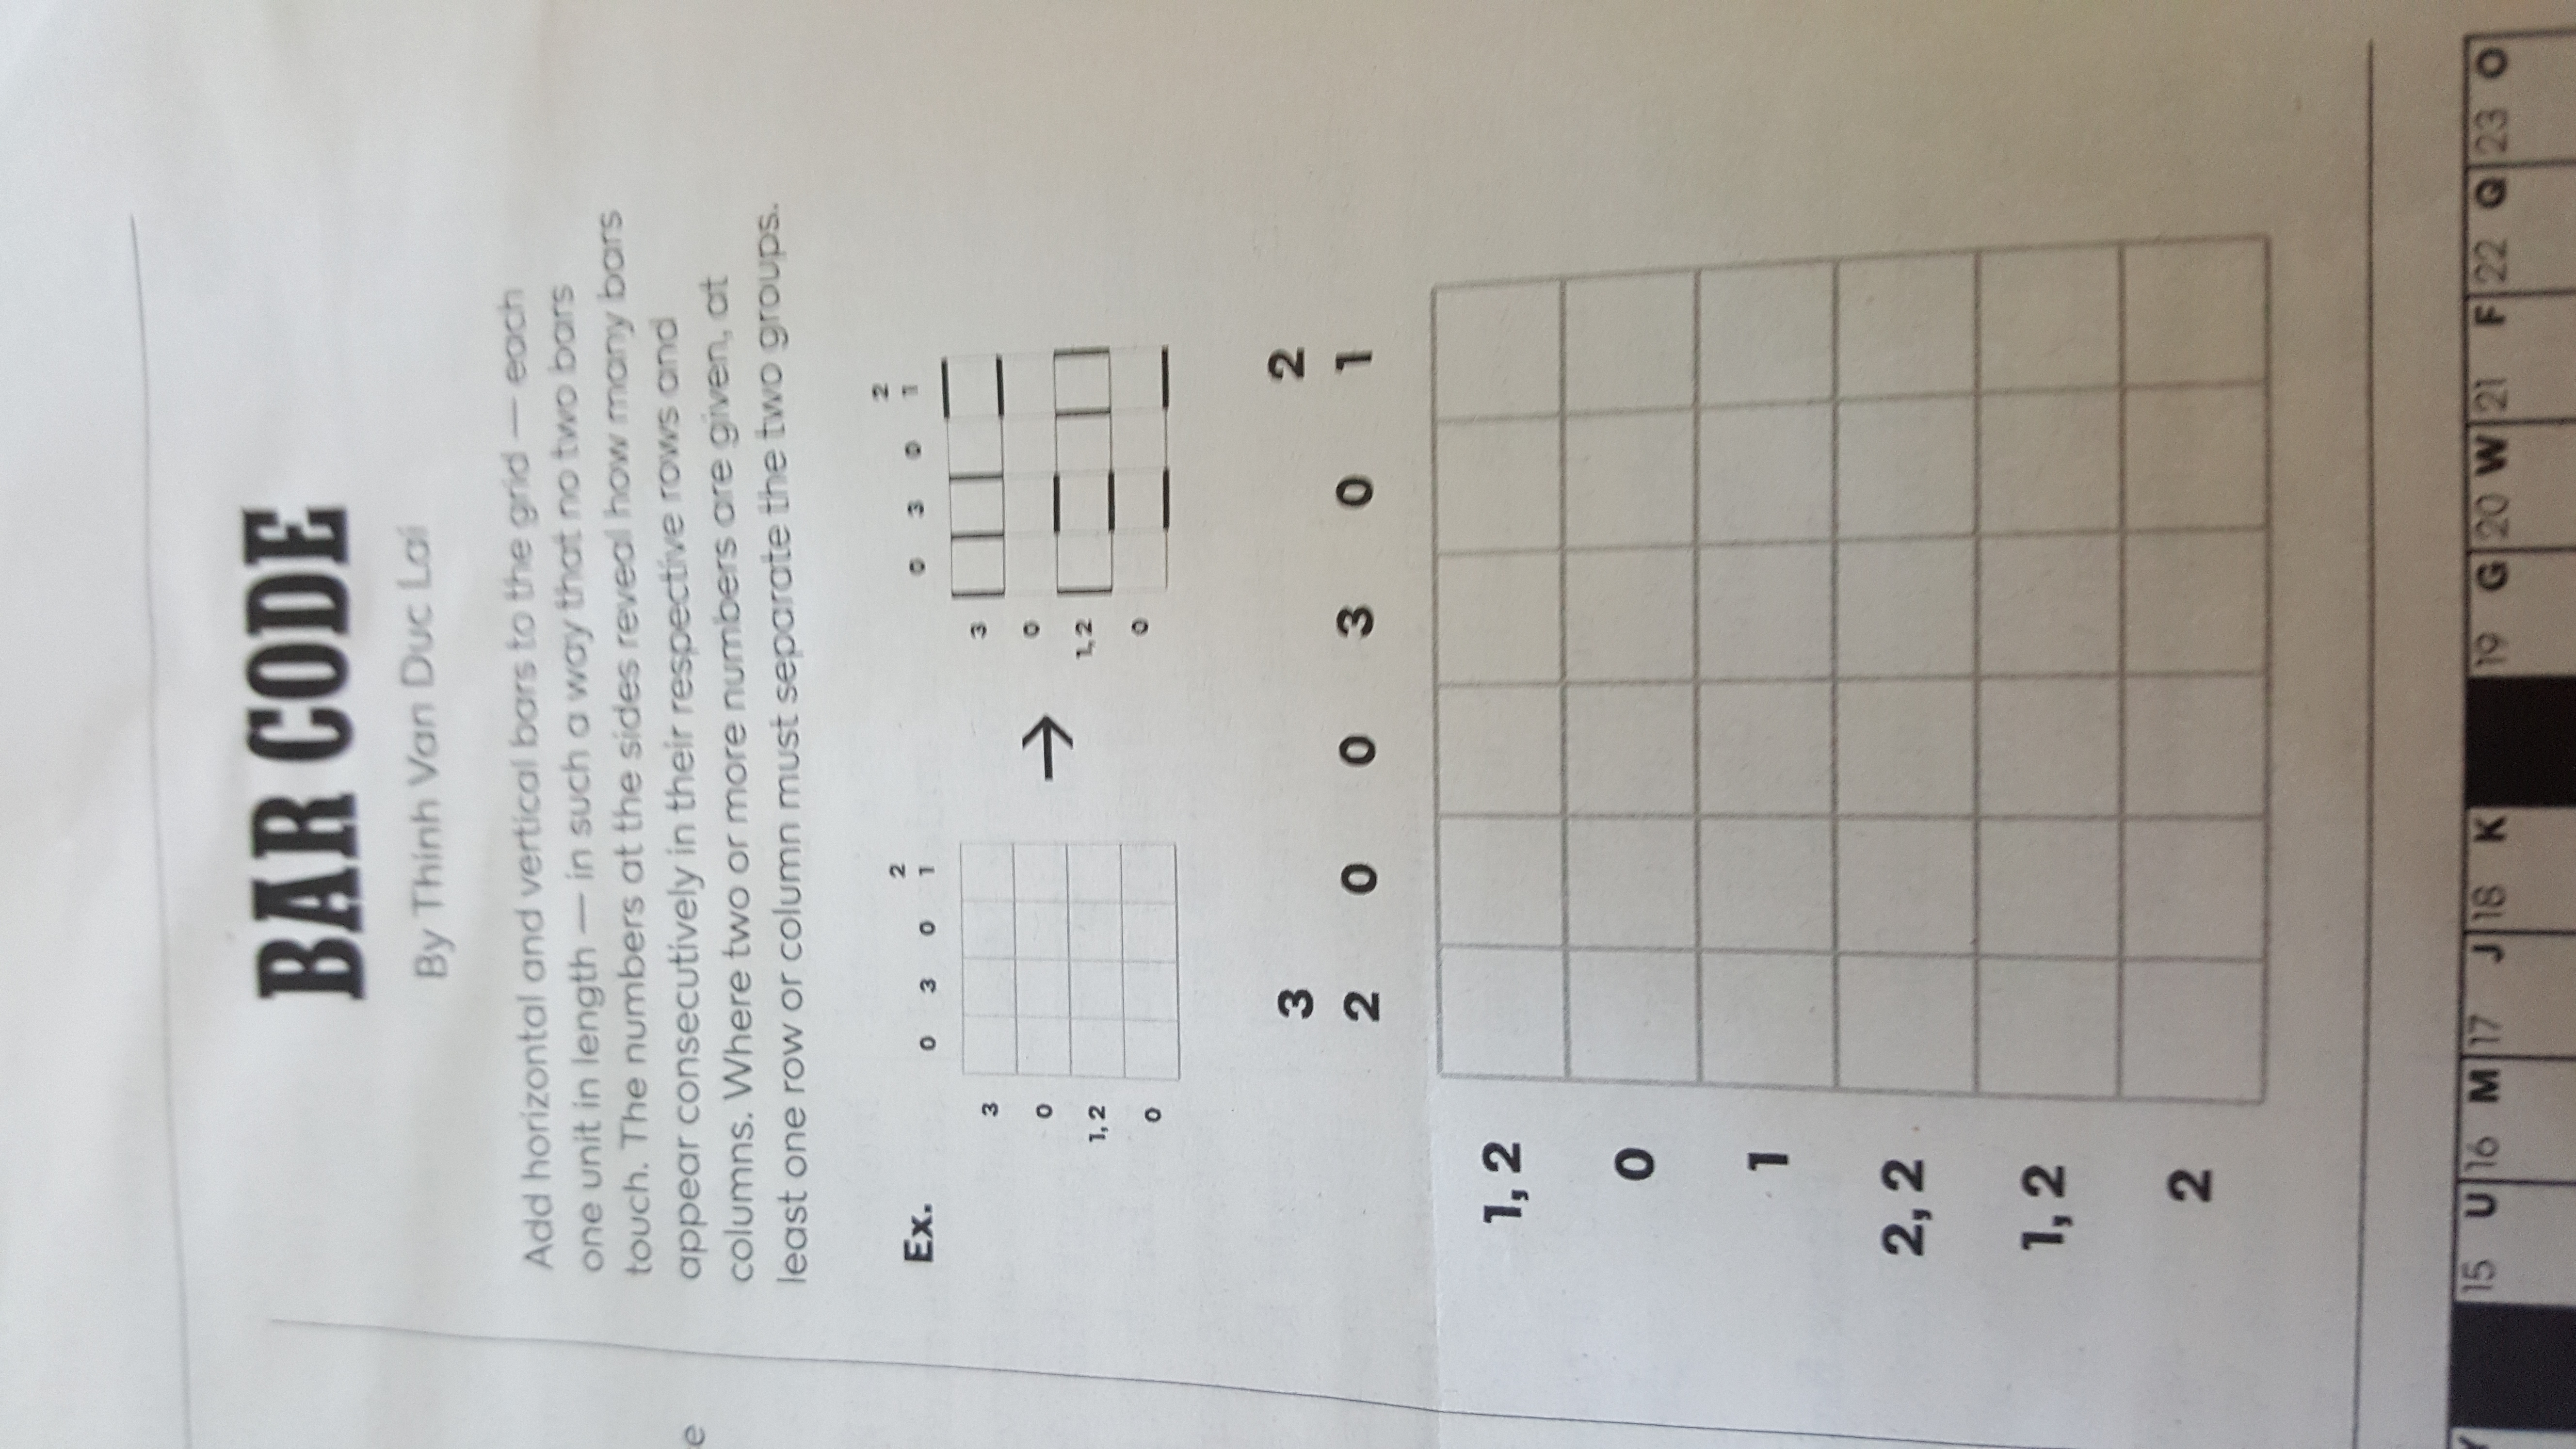 BAR CODE
By Thinh Van Duc Lai
Add horizontal and vertical bars to the grid — each
one unit in length — in such a way that no two bars
touch. The numbers at the sides reveal how many bars
appear consecutively in their respective rows and
columns. Where two or more numbers are given, at
least one row or column must separate the two groups.
e
Ex.
2
0 3 0 1
3
0
1, 2
0
2
0 3 0 1
3
0
1, 2
0
3 2
2 0 0 3 0 1
1, 2
0
1
2, 2
1, 2
2
Y 15 U 16 M 17 J 18 K 19 G 20 W 21 F 22 Q 23 O